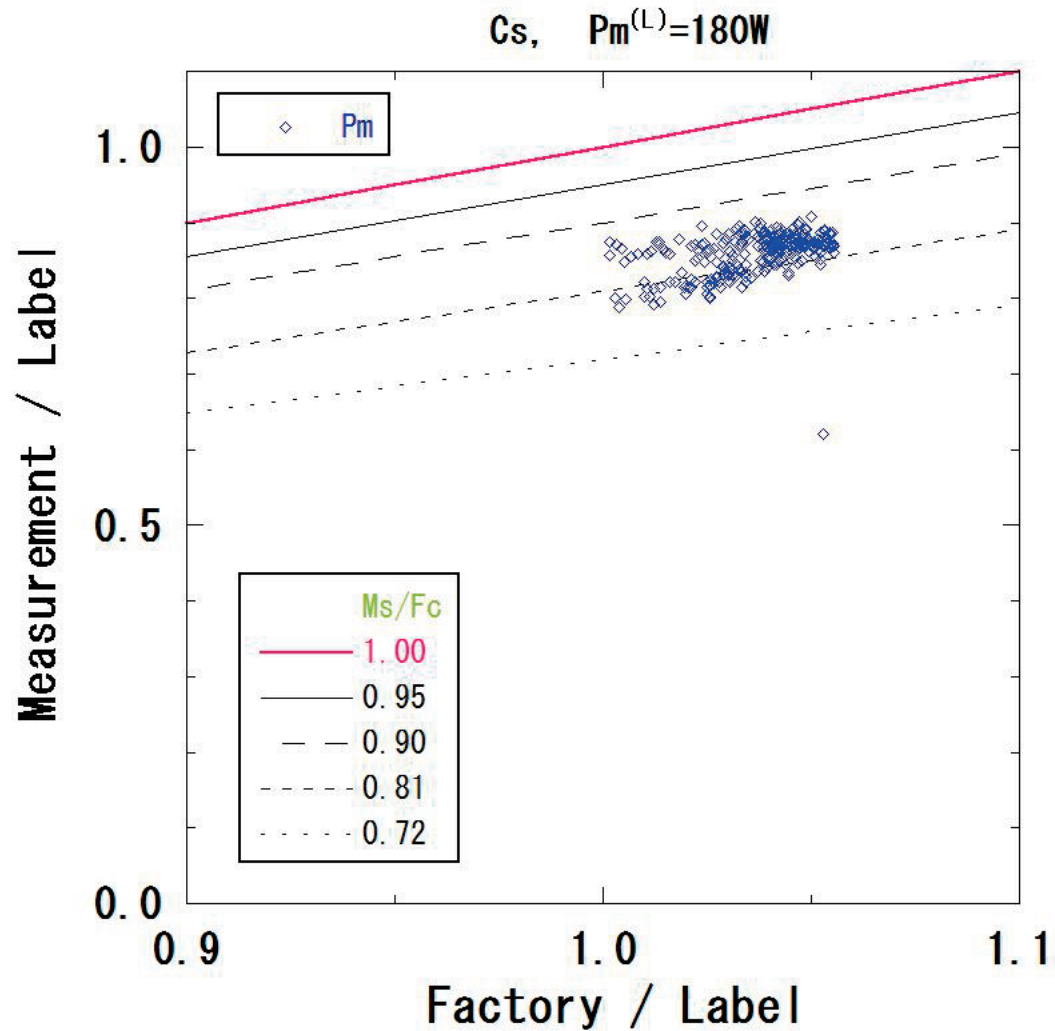 Cs, Pm(L)=180W
Pm
1.0
0.5
0.0
Measurement / Label
Ms/Fc
1.00
0.95
0.90
0.81
0.72
0.9 1.0 1.1
Factory / Label